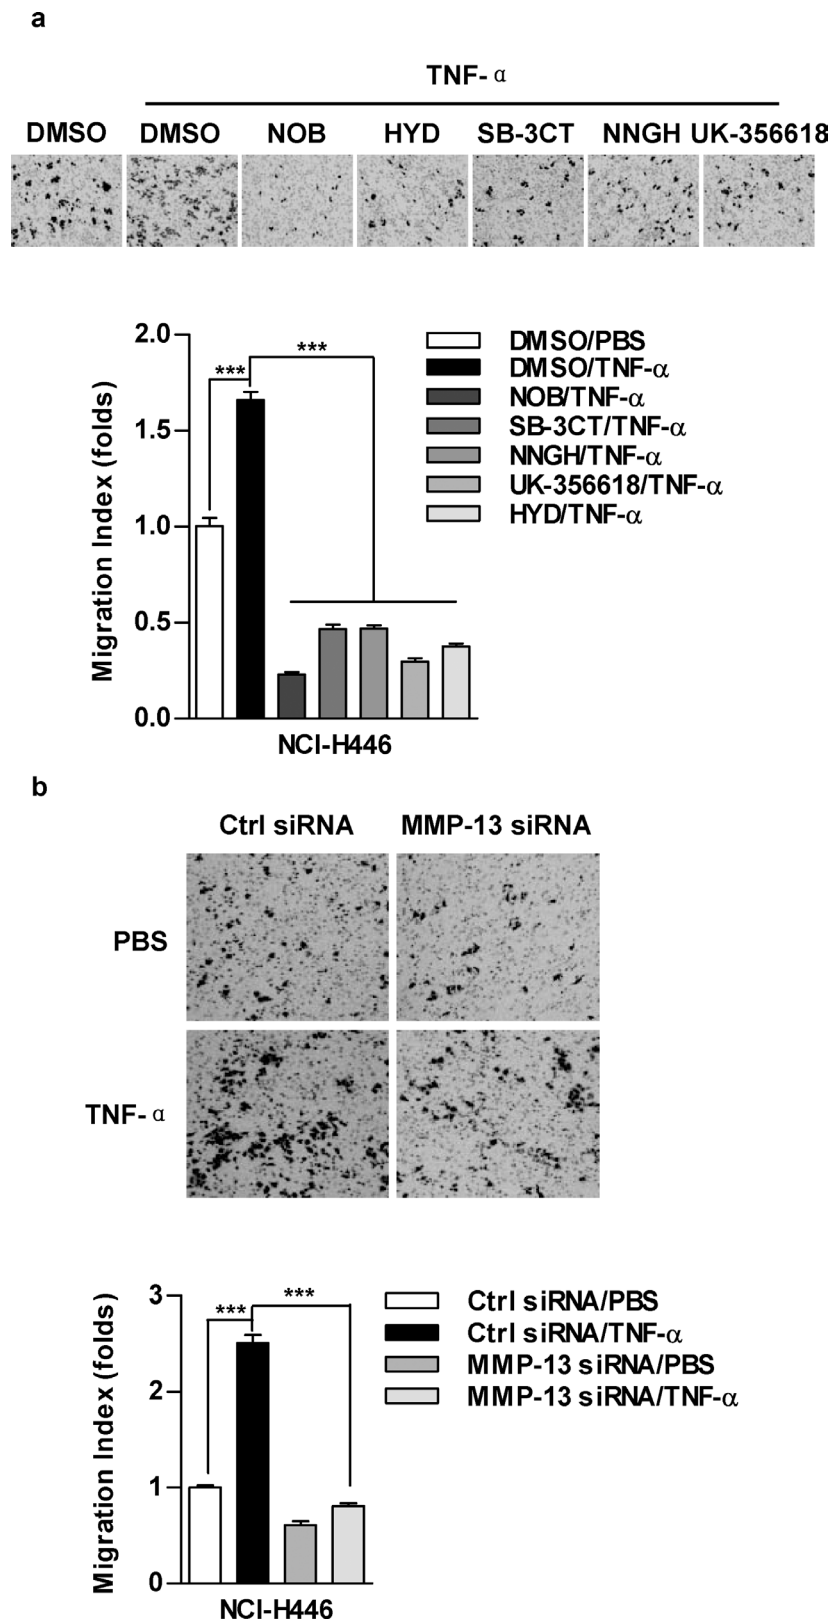 a
TNF-α
DMSO DMSO NOB HYD SB-3CT NNGH UK-356618
2.0
1.5
1.0
0.5
0.0
Migration Index (folds)
***
***
NCI-H446
DMSO/PBS
DMSO/TNF-α
NOB/TNF-α
SB-3CT/TNF-α
NNGH/TNF-α
UK-356618/TNF-α
HYD/TNF-α
b
Ctrl siRNA MMP-13 siRNA
PBS
TNF-α
3
2
1
0
Migration Index (folds)
***
***
NCI-H446
Ctrl siRNA/PBS
Ctrl siRNA/TNF-α
MMP-13 siRNA/PBS
MMP-13 siRNA/TNF-α